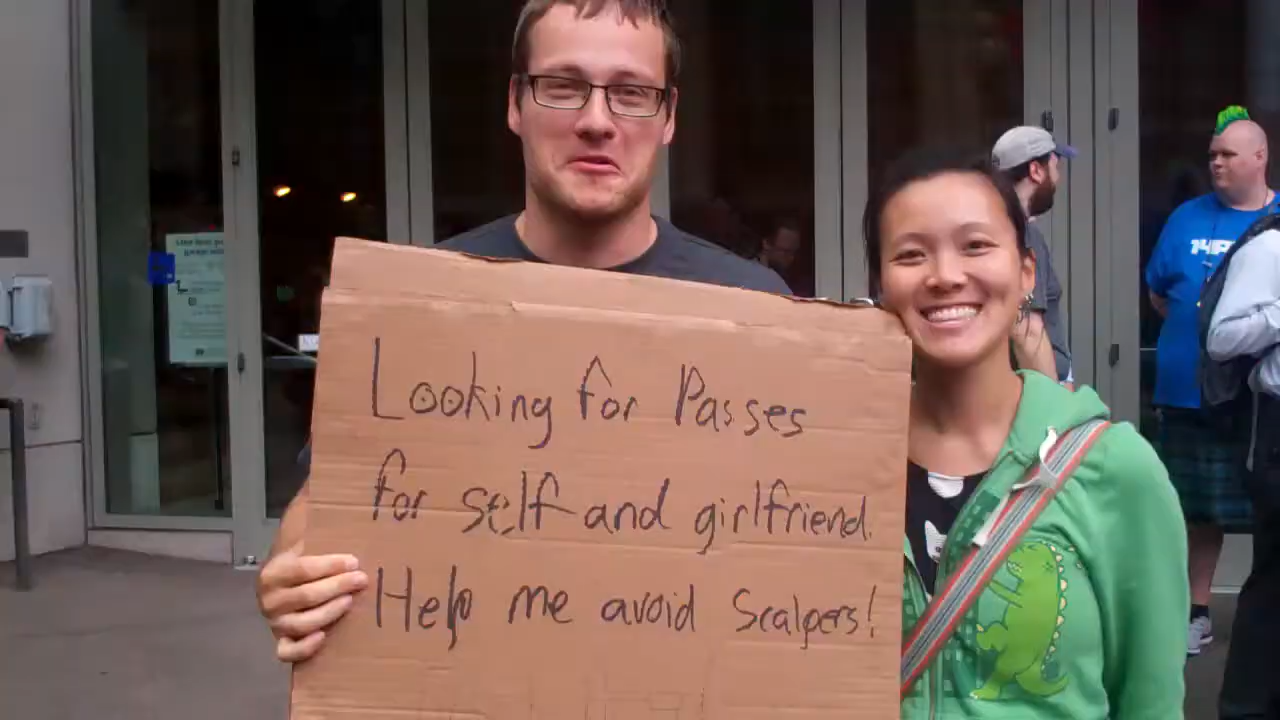 Looking for Passes
for self and girlfriend.
Help me avoid Scalpers!